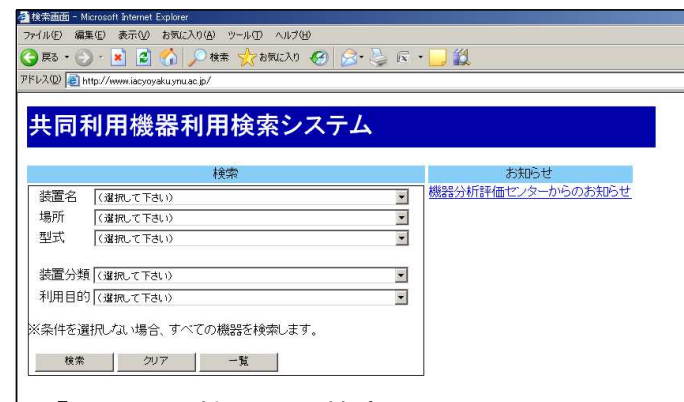 検索画面 - Microsoft Internet Explorer
ファイル(F) 編集(E) 表示(V) お気に入り(A) ツール(T) ヘルプ(H)
戻る 検索 お気に入り
アドレス(D) http://www.iacyoyaku.ynu.ac.jp/
共同利用機器利用検索システム
検索
お知らせ
装置名 (選択して下さい)
機器分析評価センターからのお知らせ
場所 (選択して下さい)
型式 (選択して下さい)
装置分類 (選択して下さい)
利用目的 (選択して下さい)
※条件を選択しない場合、すべての機器を検索します。
検索 クリア 一覧